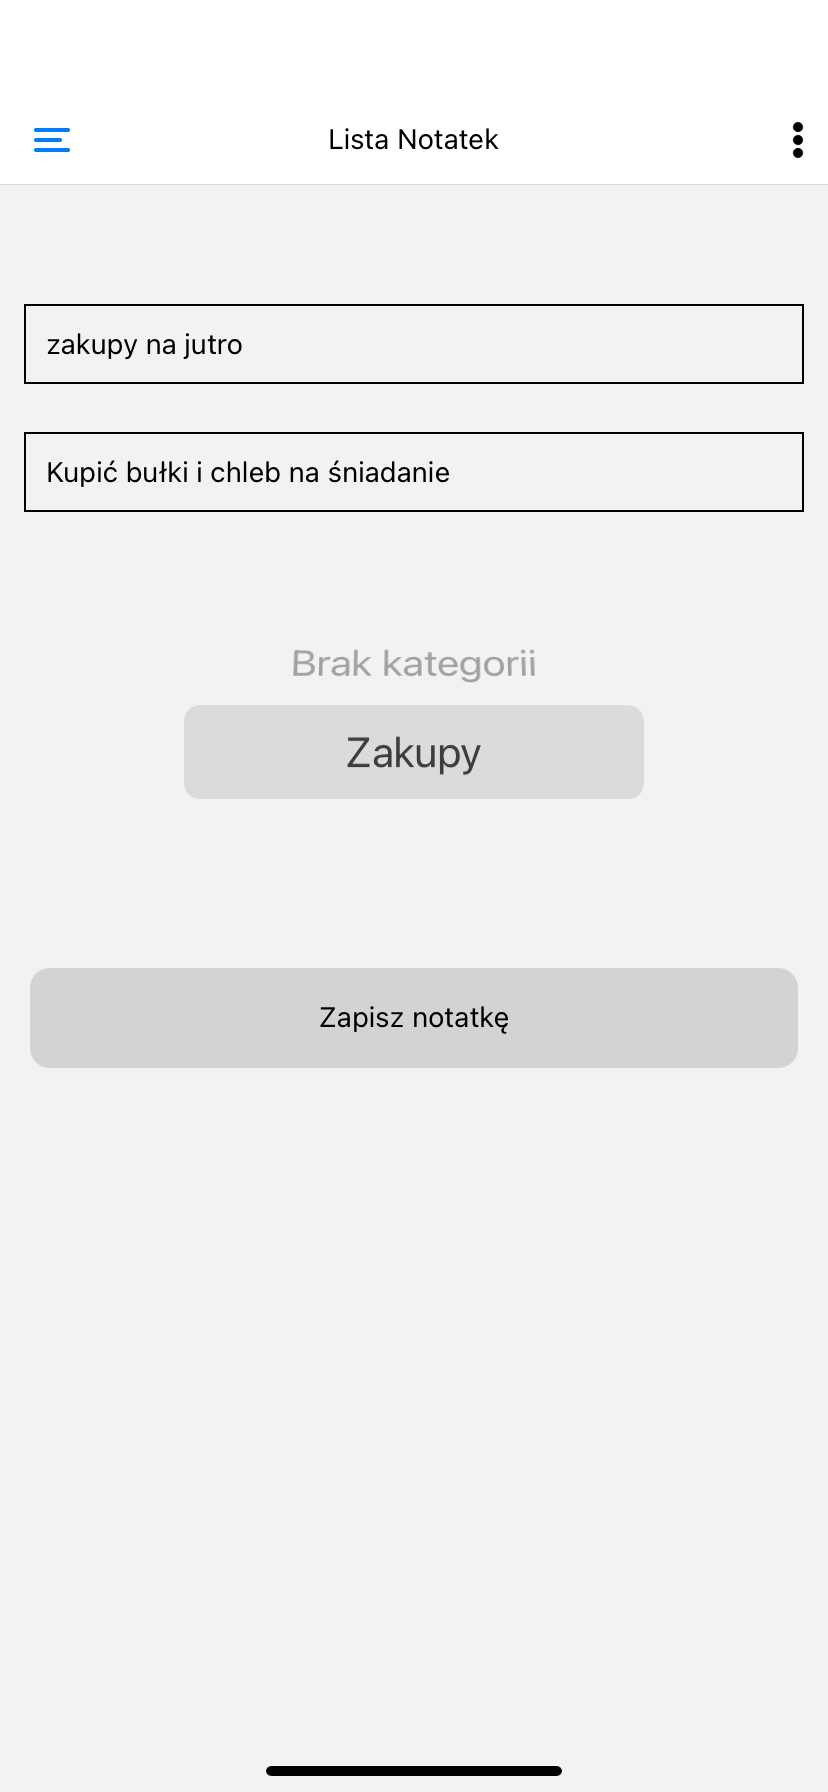 Lista Notatek
zakupy na jutro
Kupić bułki i chleb na śniadanie
Brak kategorii
Zakupy
Zapisz notatkę